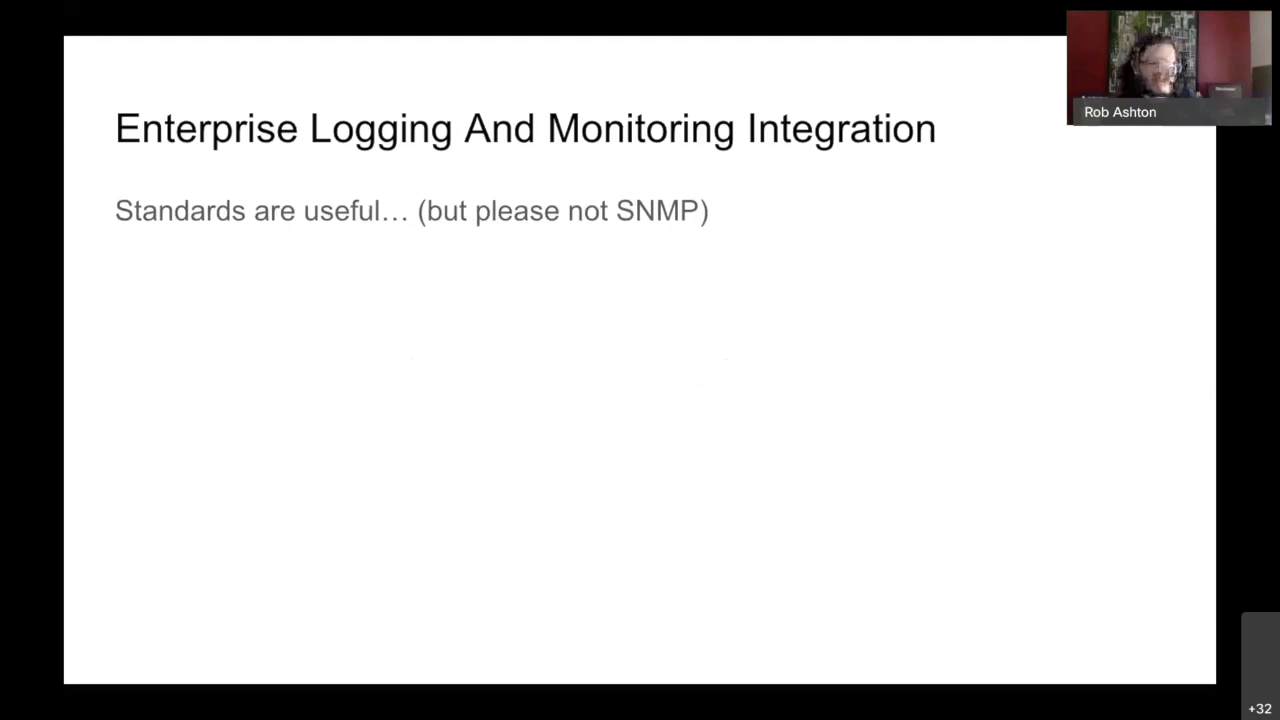 Enterprise Logging And Monitoring Integration
Standards are useful… (but please not SNMP)
Rob Ashton
+32